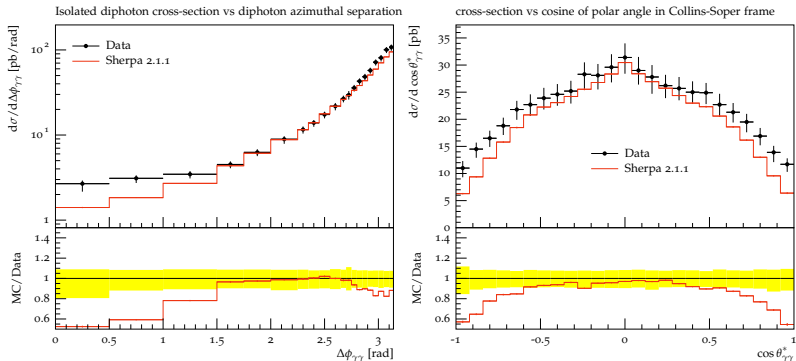 Isolated diphoton cross-section vs diphoton azimuthal separation
dσ/dΔϕγγ [pb/rad]
10²
10¹
1
Data
Sherpa 2.1.1
MC/Data
1.4
1.2
1
0.8
0.6
0 0.5 1 1.5 2 2.5 3
Δϕγγ [rad]
cross-section vs cosine of polar angle in Collins-Soper frame
dσ/d cos θ*γγ [pb]
35
30
25
20
15
10
5
0
Data
Sherpa 2.1.1
MC/Data
1.4
1.2
1
0.8
0.6
-1 -0.5 0 0.5 1
cos θ*γγ